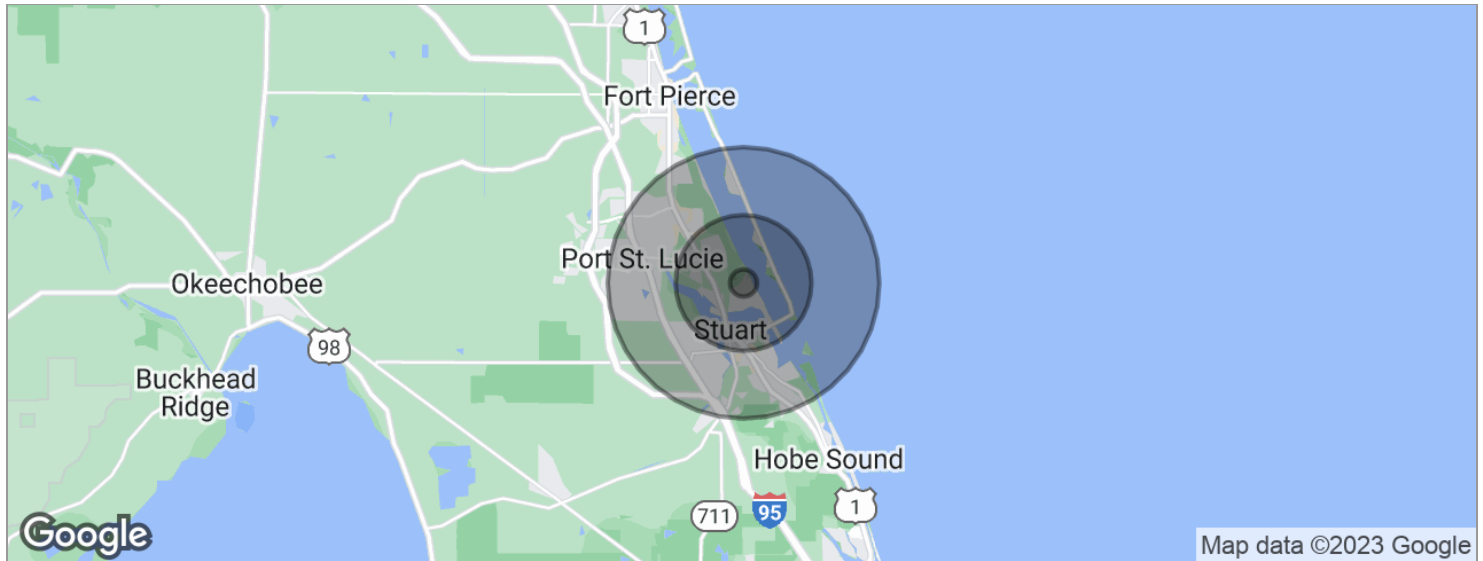 1
Fort Pierce
Port St. Lucie
Okeechobee
Stuart
98
Buckhead
Ridge
Hobe Sound
711
95
1
Google
Map data ©2023 Google